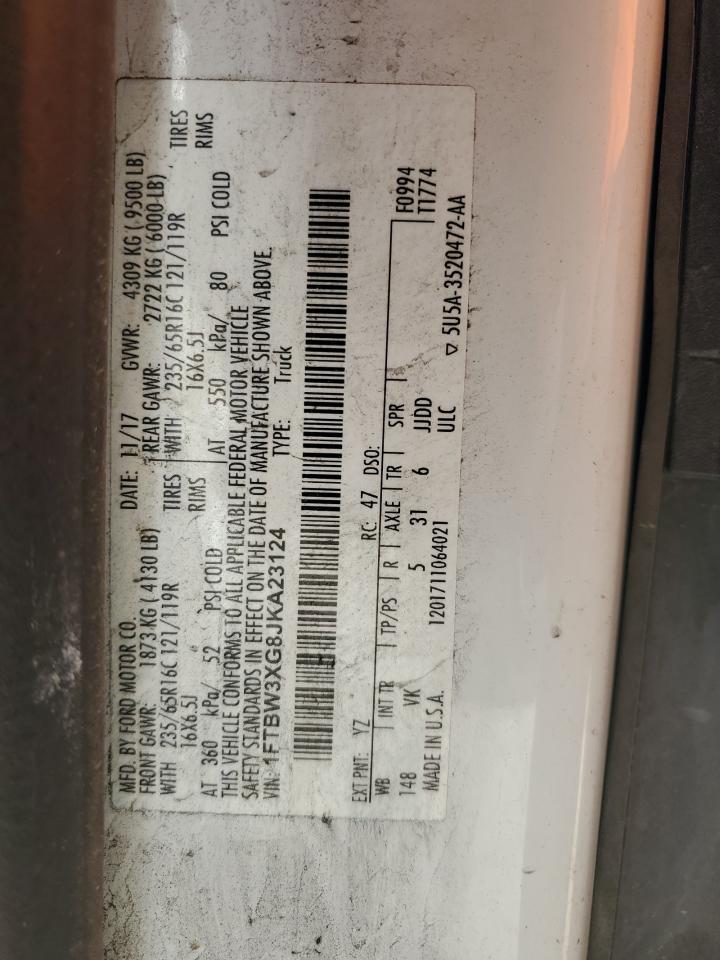 MFD. BY FORD MOTOR CO. DATE: 11/17 GVWR: 4309 KG ( 9500 LB)
FRONT GAWR: 1873 KG ( 4130 LB) REAR GAWR: 2722 KG ( 6000 LB)
WITH 235/65R16C 121/119R TIRES WITH 235/65R16C 121/119R TIRES
16X6.5J RIMS 16X6.5J RIMS
AT 360 kPa/ 52 PSI COLD AT 550 kPa/ 80 PSI COLD
THIS VEHICLE CONFORMS TO ALL APPLICABLE FEDERAL MOTOR VEHICLE
SAFETY STANDARDS IN EFFECT ON THE DATE OF MANUFACTURE SHOWN ABOVE.
VIN: 1FTBW3XG8JKA23124 TYPE: Truck
EXT PNT: YZ RC: 47 DSO:
WB INT TR TP/PS R AXLE TR SPR F0994
148 VK 5 31 6 JJDD T1774
MADE IN U.S.A. 1201711064021 ULC ▽ 5U5A-3520472-AA